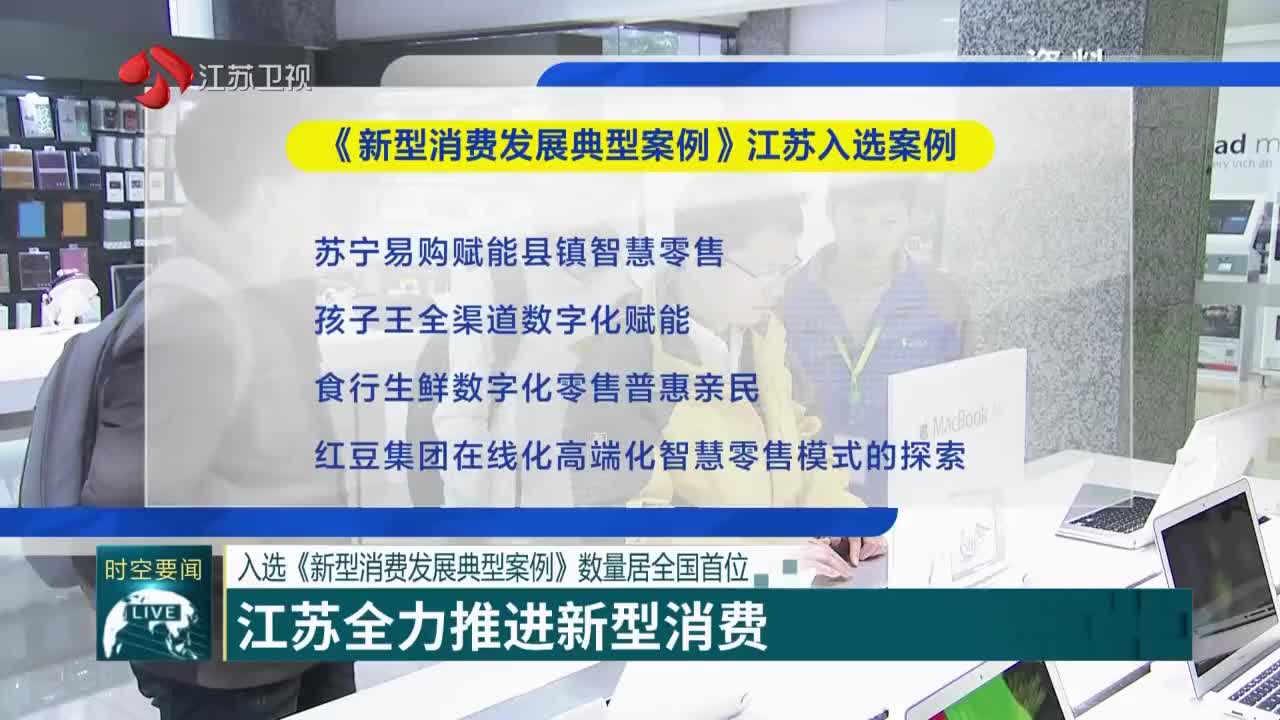 江苏卫视
资料
《新型消费发展典型案例》江苏入选案例
苏宁易购赋能县镇智慧零售
孩子王全渠道数字化赋能
食行生鲜数字化零售普惠亲民
红豆集团在线化高端化智慧零售模式的探索
MacBook
时空要闻
LIVE
入选《新型消费发展典型案例》数量居全国首位
江苏全力推进新型消费